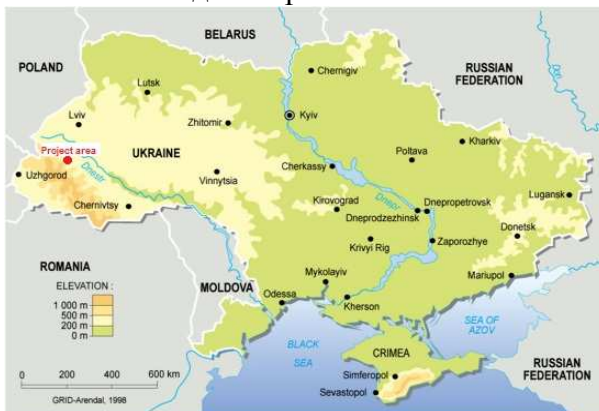 BELARUS
POLAND
RUSSIAN
FEDERATION
Chernigiv
Lutsk
Kyiv
Lviv
Zhitomir
Project area
UKRAINE
Kharkiv
Poltava
Dnestr
Cherkassy
Uzhgorod
Vinnytsia
Lugansk
Chernivtsy
Kirovograd
Dnepr
Dnepropetrovsk
Dneprodzezhinsk
Donetsk
Krivyi Rig
Zaporozhye
ROMANIA
MOLDOVA
Mykolayiv
Mariupol
ELEVATION :
1 000 m
500 m
200 m
0 m
Odessa
Kherson
SEA OF
AZOV
BLACK
SEA
CRIMEA
RUSSIAN
FEDERATION
Simferopol
Sevastopol
0 200 400 600 km
GRID-Arendal, 1998